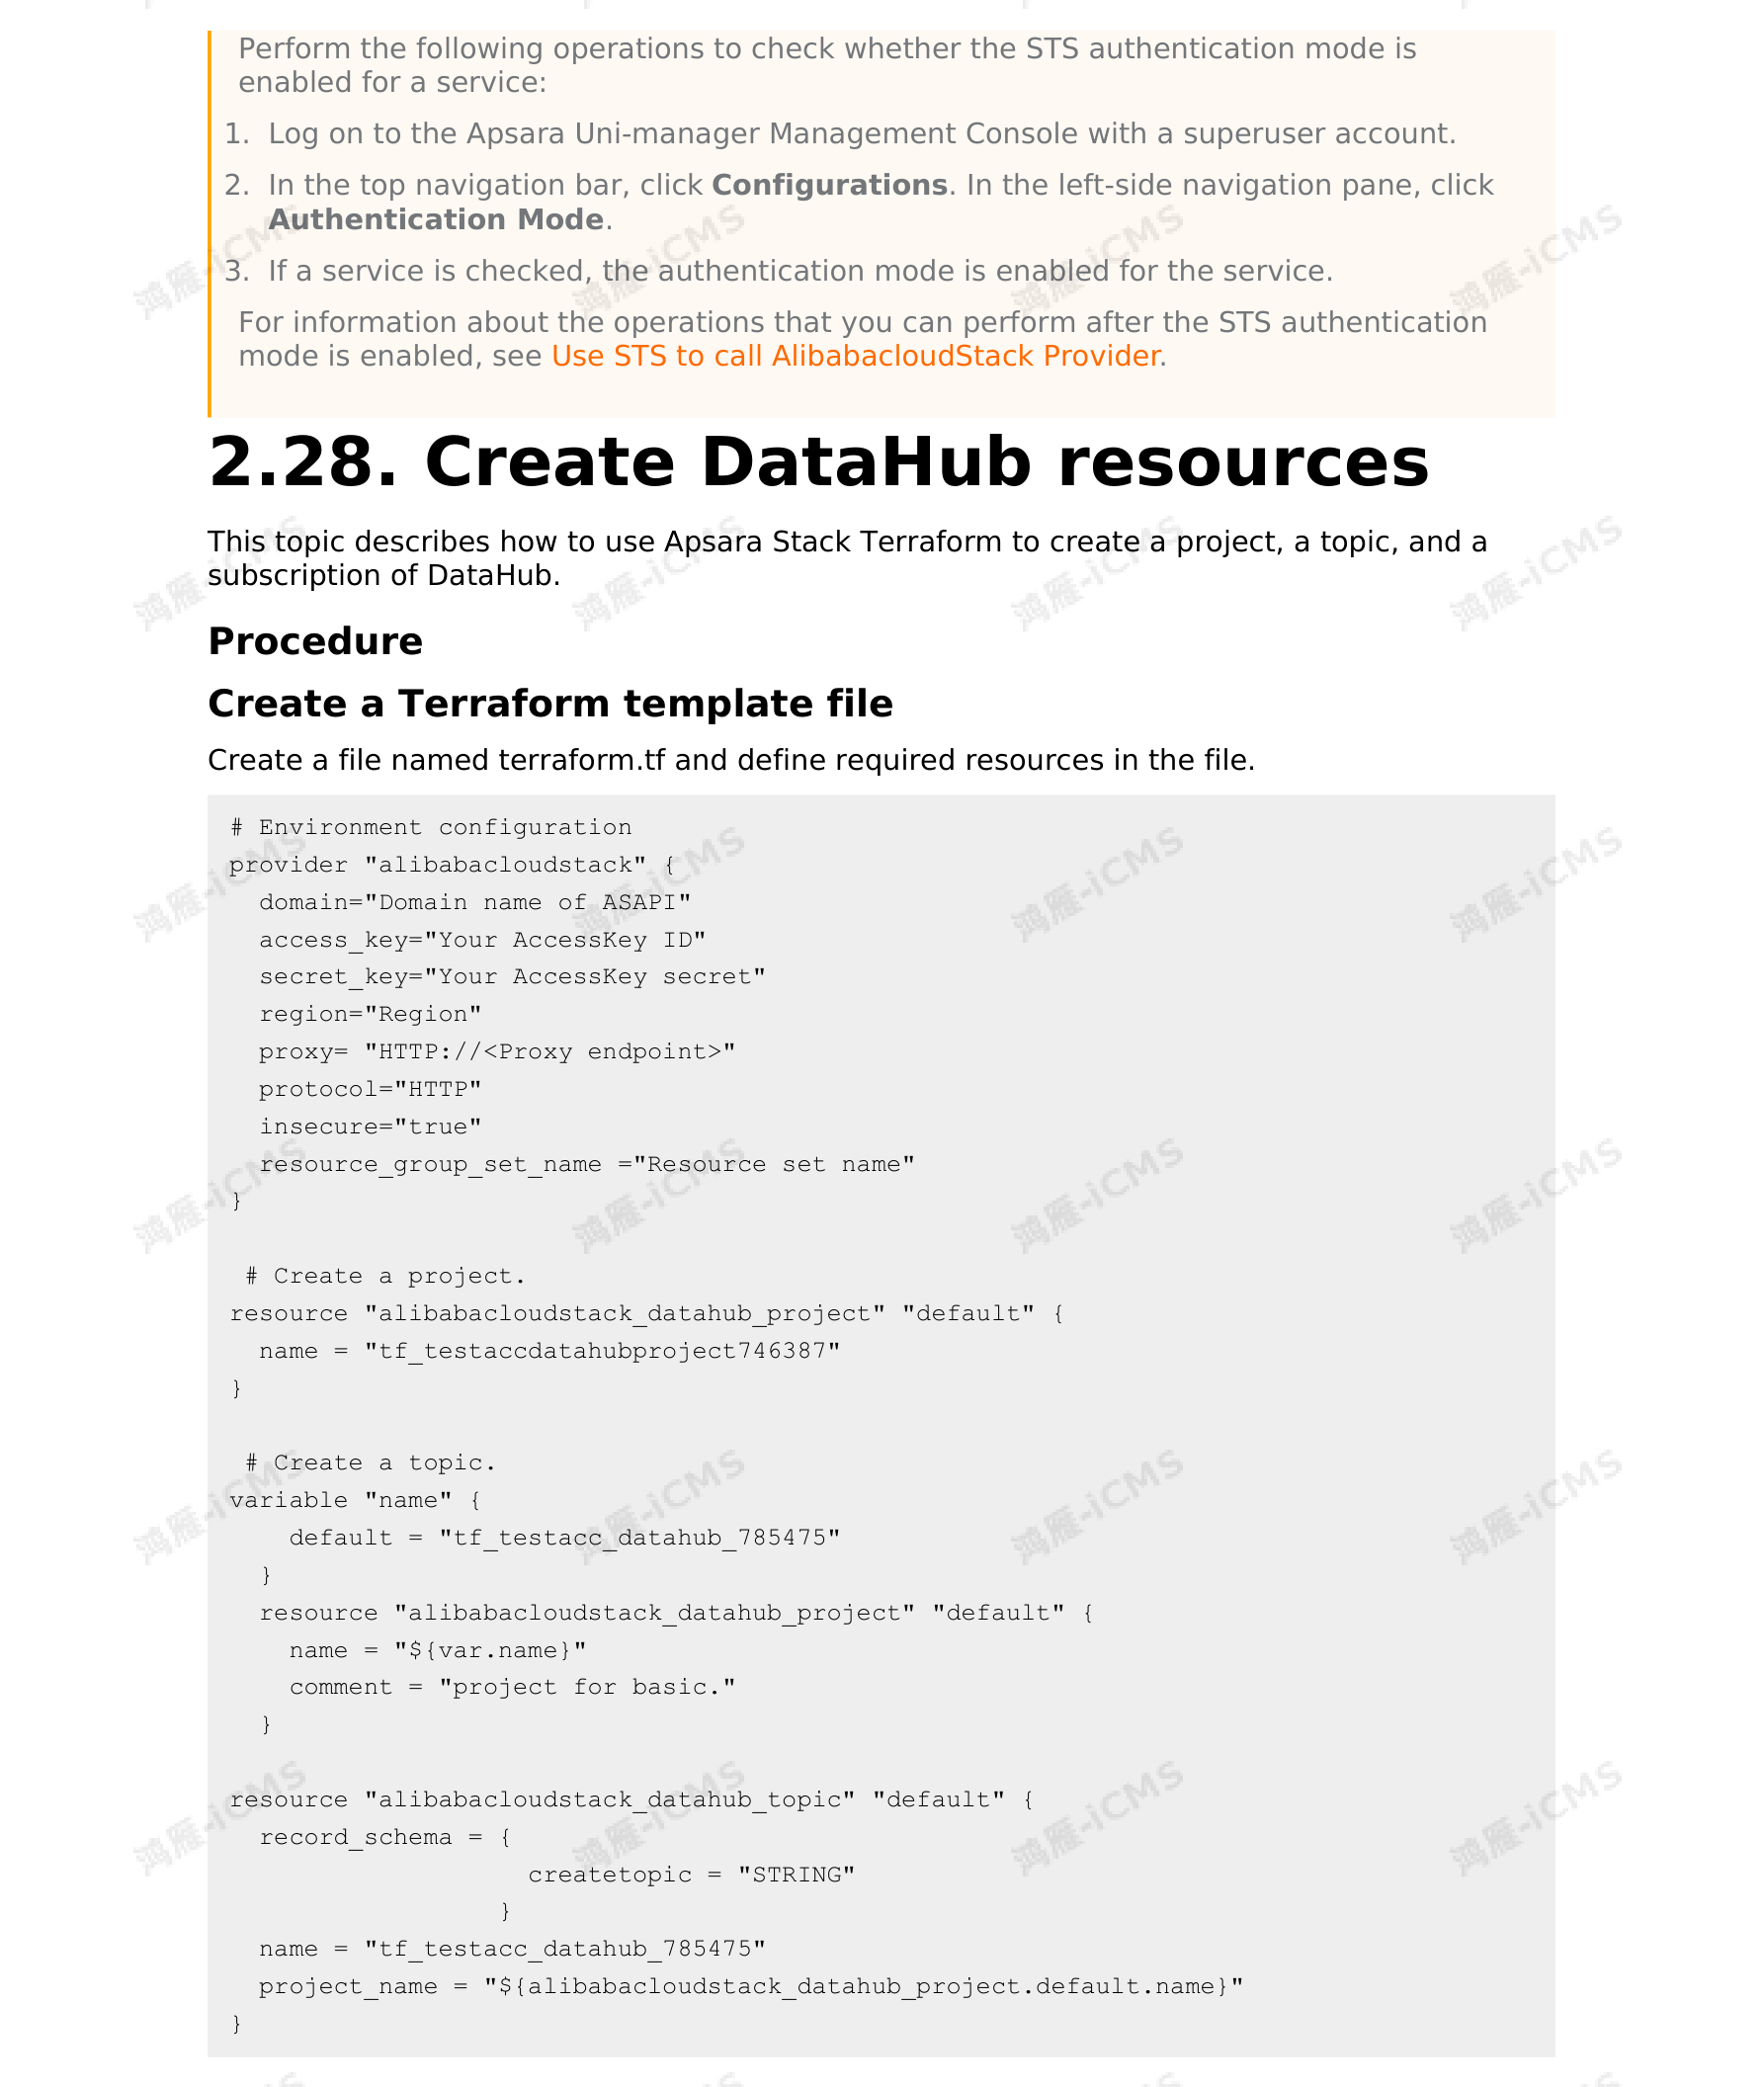 Perform the following operations to check whether the STS authentication mode is
enabled for a service:
1. Log on to the Apsara Uni-manager Management Console with a superuser account.
2. In the top navigation bar, click Configurations. In the left-side navigation pane, click
Authentication Mode.
3. If a service is checked, the authentication mode is enabled for the service.
For information about the operations that you can perform after the STS authentication
mode is enabled, see Use STS to call AlibabacloudStack Provider.
2.28. Create DataHub resources
This topic describes how to use Apsara Stack Terraform to create a project, a topic, and a
subscription of DataHub.
Procedure
Create a Terraform template file
Create a file named terraform.tf and define required resources in the file.
# Environment configuration
provider "alibabacloudstack" {
  domain="Domain name of ASAPI"
  access_key="Your AccessKey ID"
  secret_key="Your AccessKey secret"
  region="Region"
  proxy= "HTTP://<Proxy endpoint>"
  protocol="HTTP"
  insecure="true"
  resource_group_set_name ="Resource set name"
}
 # Create a project.
resource "alibabacloudstack_datahub_project" "default" {
  name = "tf_testaccdatahubproject746387"
}
 # Create a topic.
variable "name" {
    default = "tf_testacc_datahub_785475"
  }
  resource "alibabacloudstack_datahub_project" "default" {
    name = "${var.name}"
    comment = "project for basic."
  }
resource "alibabacloudstack_datahub_topic" "default" {
  record_schema = {
                    createtopic = "STRING"
                  }
  name = "tf_testacc_datahub_785475"
  project_name = "${alibabacloudstack_datahub_project.default.name}"
}
鸿雁-iCMS